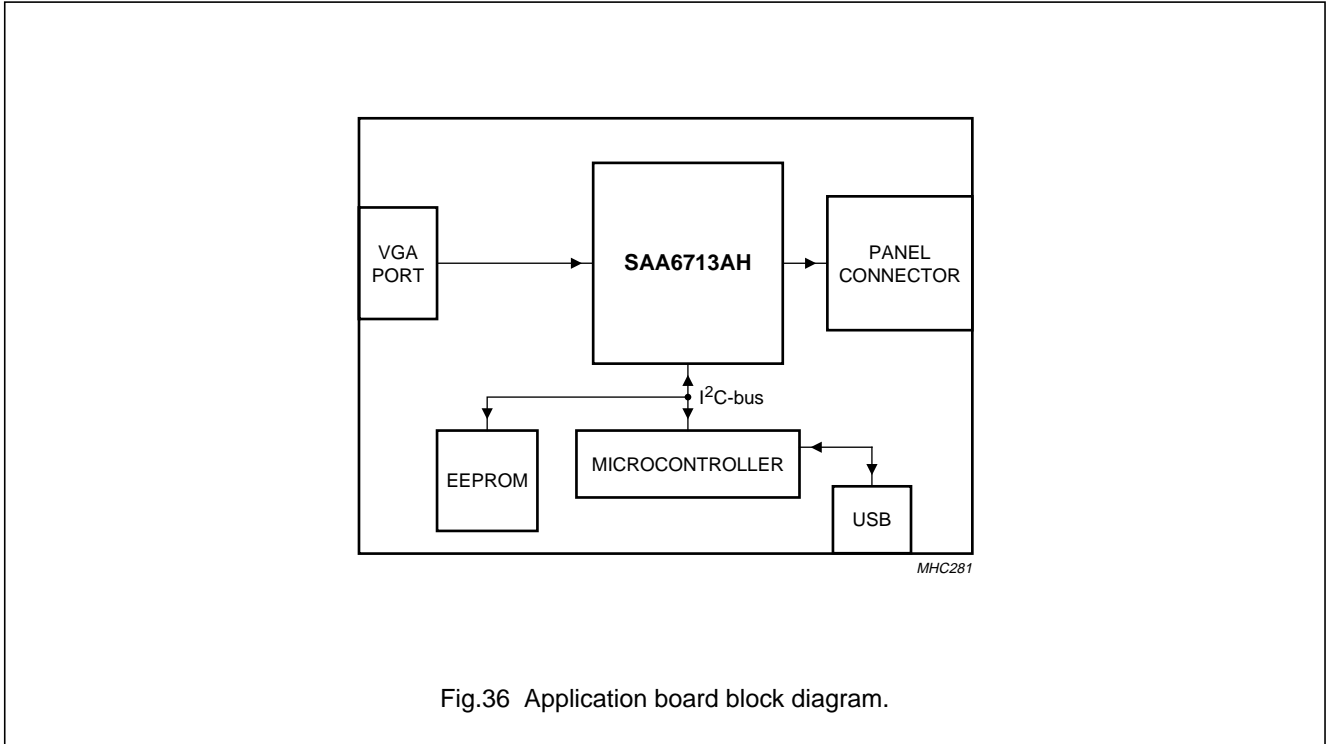 VGA
PORT
SAA6713AH
PANEL
CONNECTOR
I²C-bus
EEPROM
MICROCONTROLLER
USB
MHC281
Fig.36 Application board block diagram.